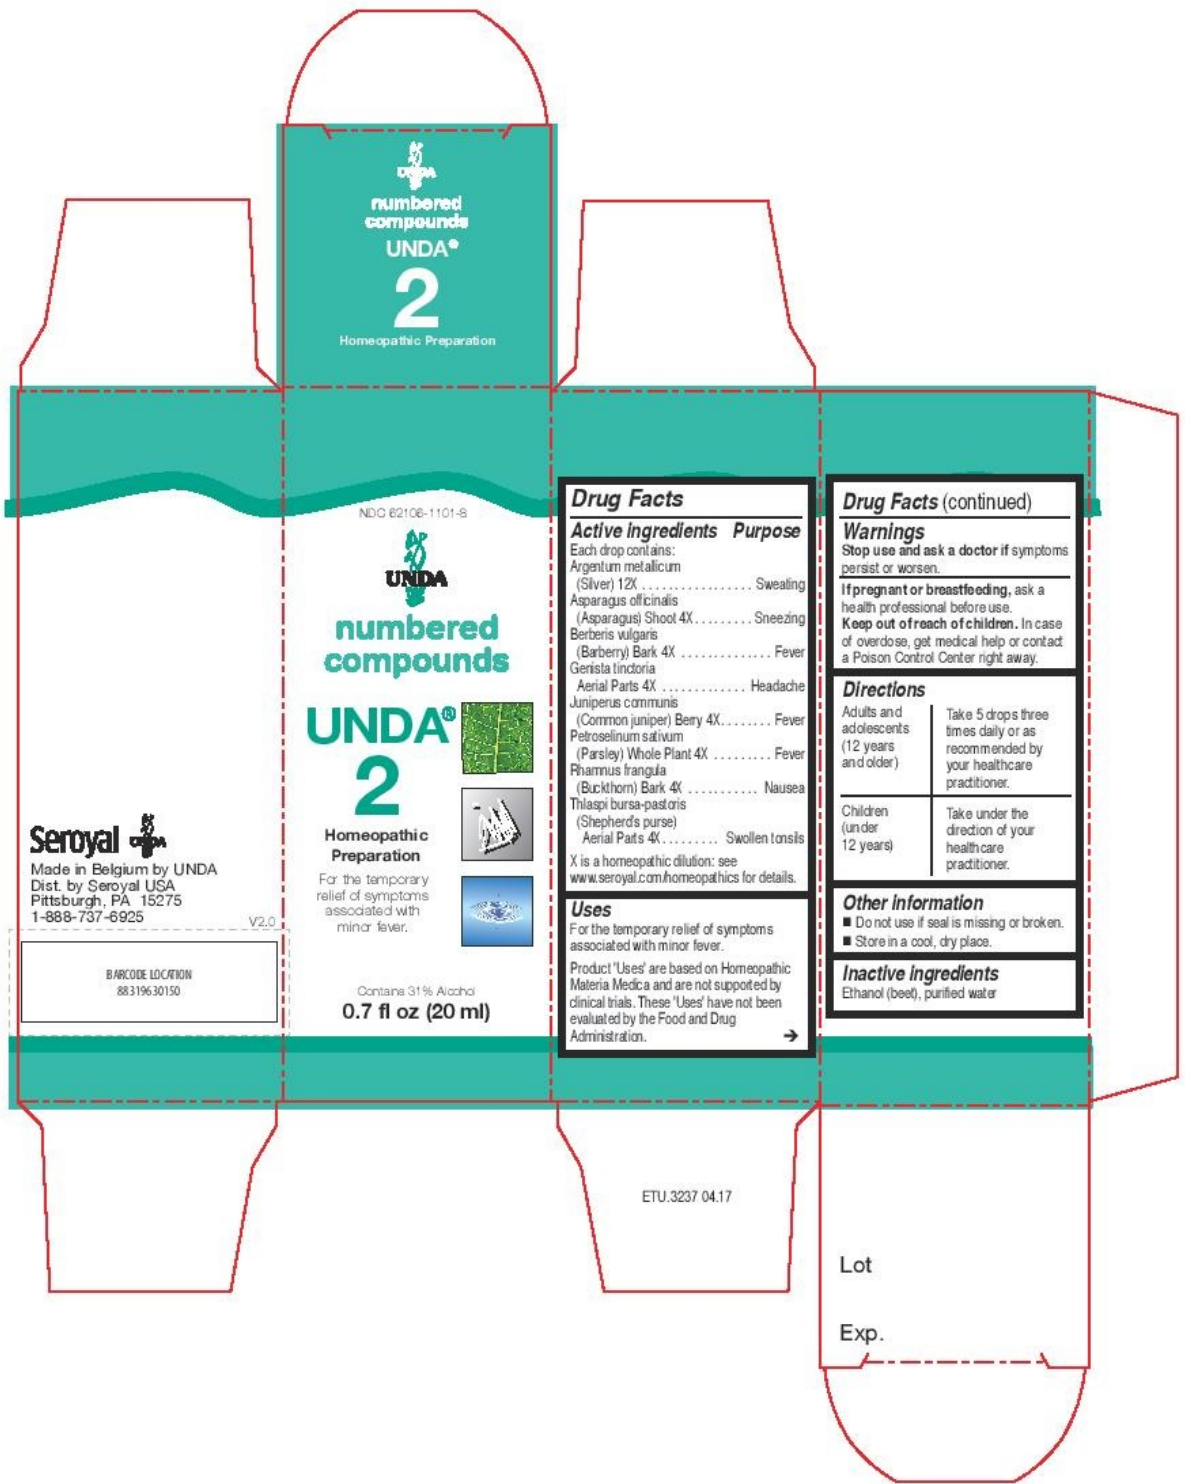 UNDA
numbered
compounds
UNDA®
2
Homeopathic Preparation
Seroyal
Made in Belgium by UNDA
Dist. by Seroyal USA
Pittsburgh, PA 15275
1-888-737-6925
V2.0
BARCODE LOCATION
88319630150
NDC 62106-1101-8
UNDA
numbered
compounds
UNDA®
2
Homeopathic
Preparation
For the temporary
relief of symptoms
associated with
minor fever.
Contains 31% Alcohol
0.7 fl oz (20 ml)
Drug Facts
Active ingredients Purpose
Each drop contains:
Argentum metallicum
(Silver) 12X . . . . . . . . . . . . . . . . Sweating
Asparagus officinalis
(Asparagus) Shoot 4X . . . . . . . . . Sneezing
Berberis vulgaris
(Barberry) Bark 4X . . . . . . . . . . . . . . Fever
Genista tinctoria
Aerial Parts 4X . . . . . . . . . . . . . Headache
Juniperus communis
(Common juniper) Berry 4X . . . . . . . . Fever
Petroselinum sativum
(Parsley) Whole Plant 4X . . . . . . . . . Fever
Rhamnus frangula
(Buckthorn) Bark 4X . . . . . . . . . . . Nausea
Thlaspi bursa-pastoris
(Shepherd's purse)
Aerial Parts 4X . . . . . . . . . Swollen tonsils
X is a homeopathic dilution: see
www.seroyal.com/homeopathics for details.
Uses
For the temporary relief of symptoms
associated with minor fever.
Product 'Uses' are based on Homeopathic
Materia Medica and are not supported by
clinical trials. These 'Uses' have not been
evaluated by the Food and Drug
Administration. ➔
Drug Facts (continued)
Warnings
Stop use and ask a doctor if symptoms
persist or worsen.
If pregnant or breastfeeding, ask a
health professional before use.
Keep out of reach of children. In case
of overdose, get medical help or contact
a Poison Control Center right away.
Directions
Adults and
adolescents
(12 years
and older)
Take 5 drops three
times daily or as
recommended by
your healthcare
practitioner.
Children
(under
12 years)
Take under the
direction of your
healthcare
practitioner.
Other information
■ Do not use if seal is missing or broken.
■ Store in a cool, dry place.
Inactive ingredients
Ethanol (beet), purified water
ETU.3237 04.17
Lot
Exp.